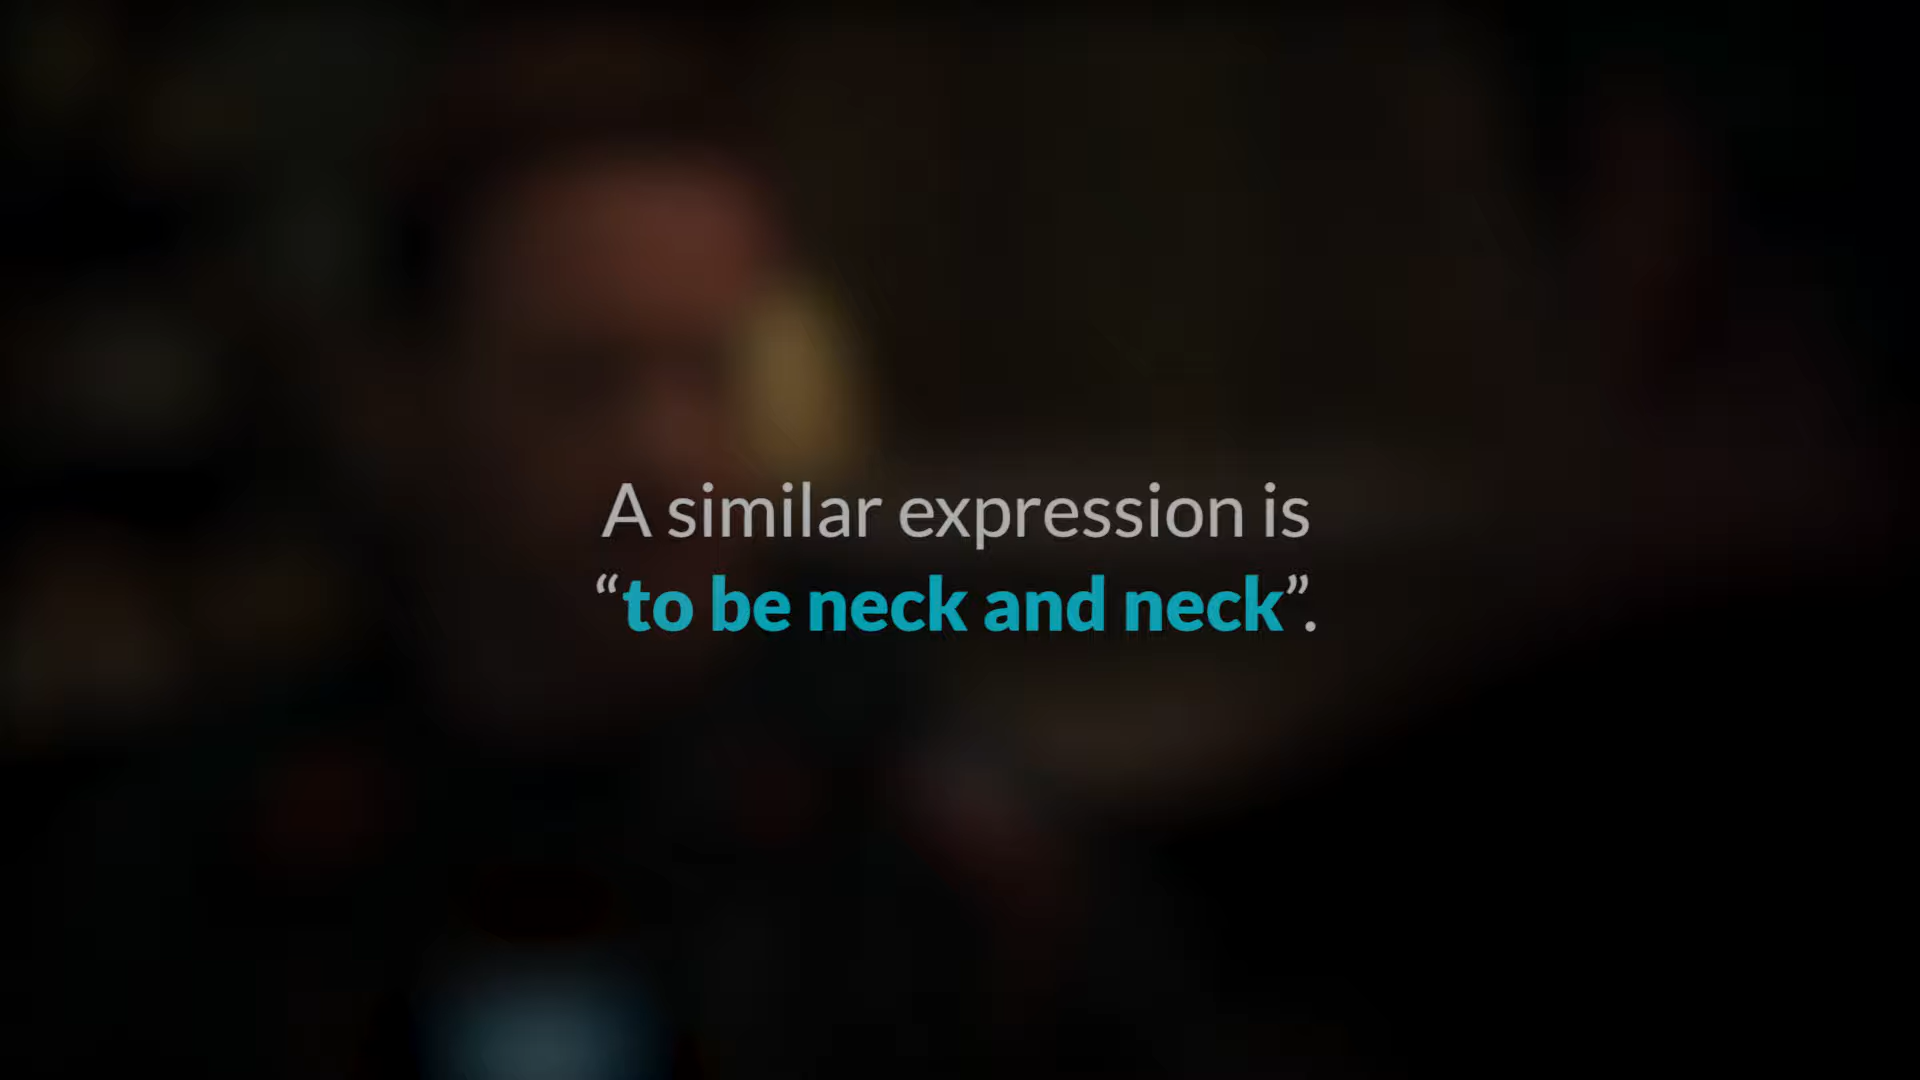 A similar expression is
“to be neck and neck”.